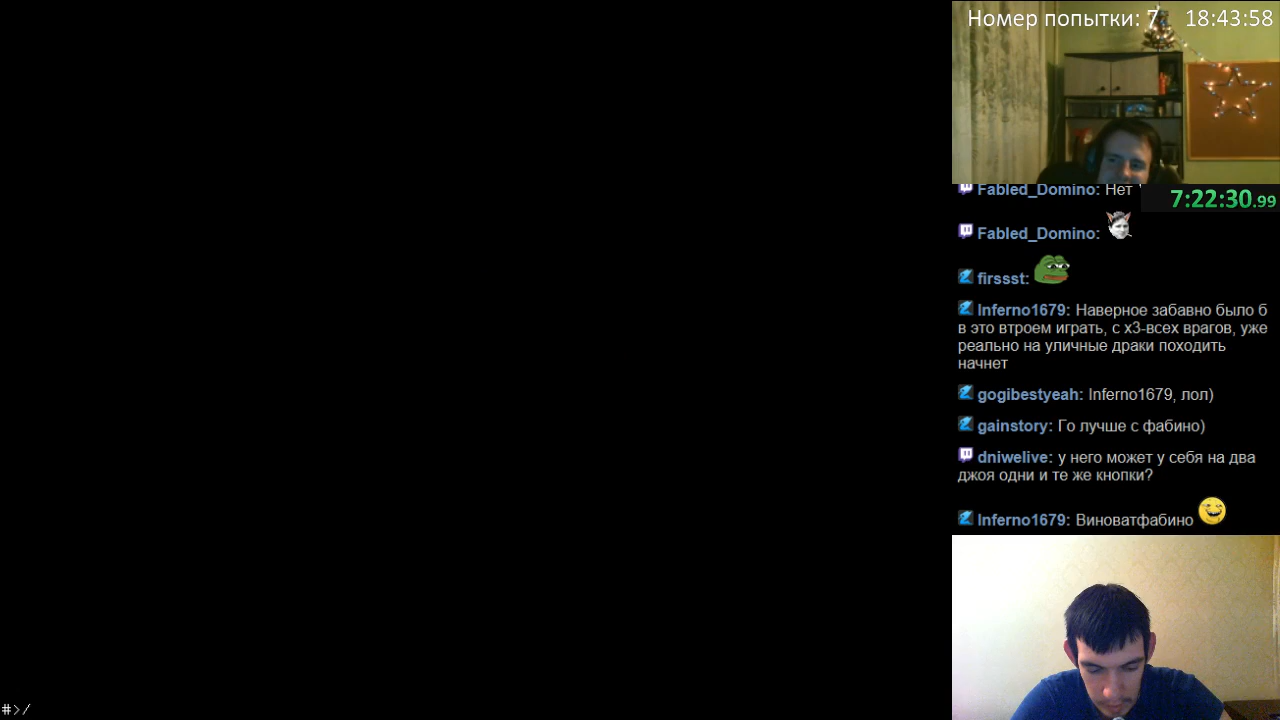 Номер попытки: 7 18:43:58
Fabled_Domino: Нет
7:22:30.99
Fabled_Domino:
firssst:
Inferno1679: Наверное забавно было б
в это втроем играть, с х3-всех врагов, уже
реально на уличные драки походить
начнет
gogibestyeah: Inferno1679, лол)
gainstory: Го лучше с фабино)
dniwelive: у него может у себя на два
джоя одни и те же кнопки?
Inferno1679: Виноватфабино
#>/